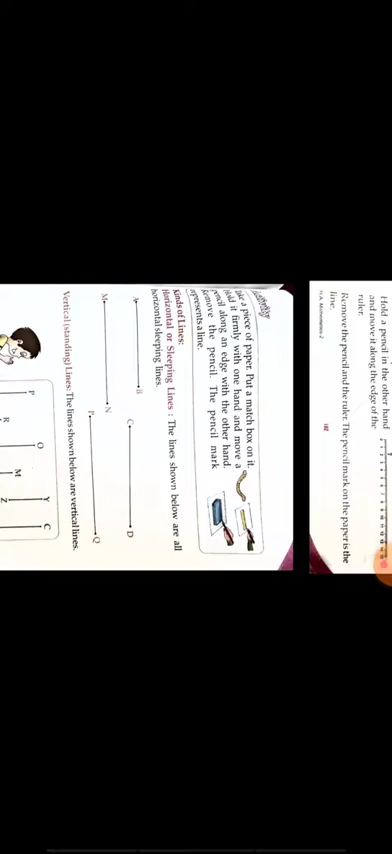 Hold a pencil in the other hand
and move it along the edge of the
ruler.
Remove the pencil and the ruler. The pencil mark on the paper is the
line.
H.A. Mathematics-2
102
Take a piece of paper. Put a match box on it.
Hold it firmly with one hand and move a
pencil along an edge with the other hand.
Remove the pencil. The pencil mark
represents a line.
Kinds of Lines:
Horizontal or Sleeping Lines : The lines shown below are all
horizontal sleeping lines.
A B C D
M N P Q
Vertical (standing) Lines: The lines shown below are vertical lines.
P O Y C
R M Z